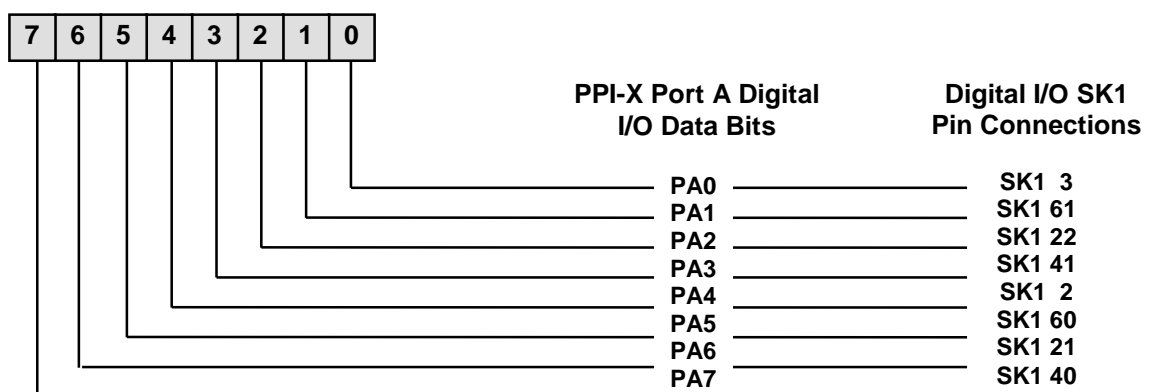 7 6 5 4 3 2 1 0
PPI-X Port A Digital
I/O Data Bits
Digital I/O SK1
Pin Connections
PA0 SK1 3
PA1 SK1 61
PA2 SK1 22
PA3 SK1 41
PA4 SK1 2
PA5 SK1 60
PA6 SK1 21
PA7 SK1 40